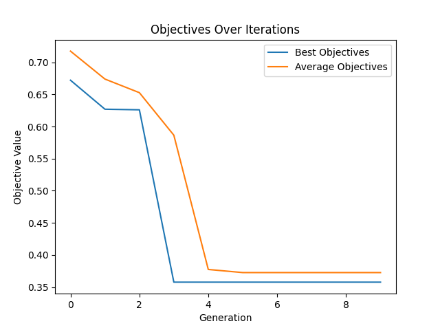 Objectives Over Iterations
Best Objectives
Average Objectives
Objective Value
0.70
0.65
0.60
0.55
0.50
0.45
0.40
0.35
0 2 4 6 8
Generation